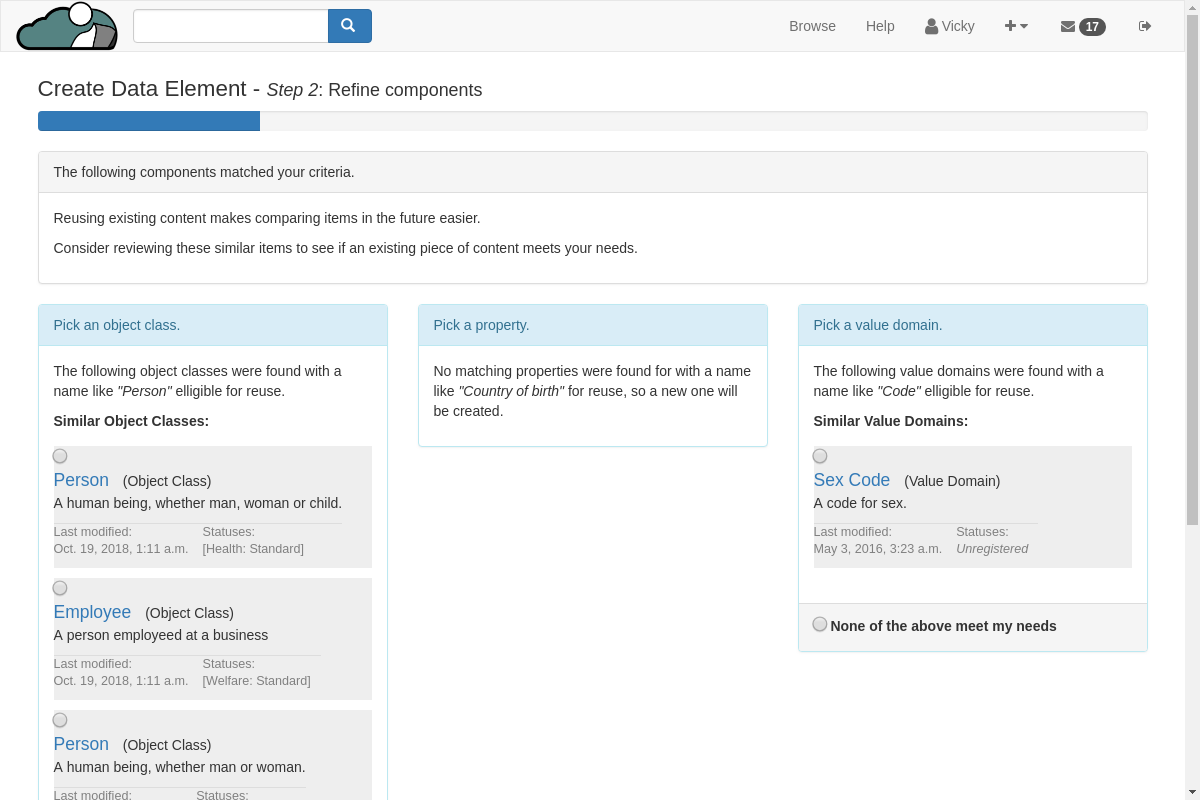 Browse
Help
Vicky
17
Create Data Element - Step 2: Refine components
The following components matched your criteria.
Reusing existing content makes comparing items in the future easier.
Consider reviewing these similar items to see if an existing piece of content meets your needs.
Pick an object class.
The following object classes were found with a
name like "Person" elligible for reuse.
Similar Object Classes:
Person (Object Class)
A human being, whether man, woman or child.
Last modified: Statuses:
Oct. 19, 2018, 1:11 a.m. [Health: Standard]
Employee (Object Class)
A person employeed at a business
Last modified: Statuses:
Oct. 19, 2018, 1:11 a.m. [Welfare: Standard]
Person (Object Class)
A human being, whether man or woman.
Last modified: Statuses:
Pick a property.
No matching properties were found for with a name
like "Country of birth" for reuse, so a new one will
be created.
Pick a value domain.
The following value domains were found with a
name like "Code" elligible for reuse.
Similar Value Domains:
Sex Code (Value Domain)
A code for sex.
Last modified: Statuses:
May 3, 2016, 3:23 a.m. Unregistered
None of the above meet my needs